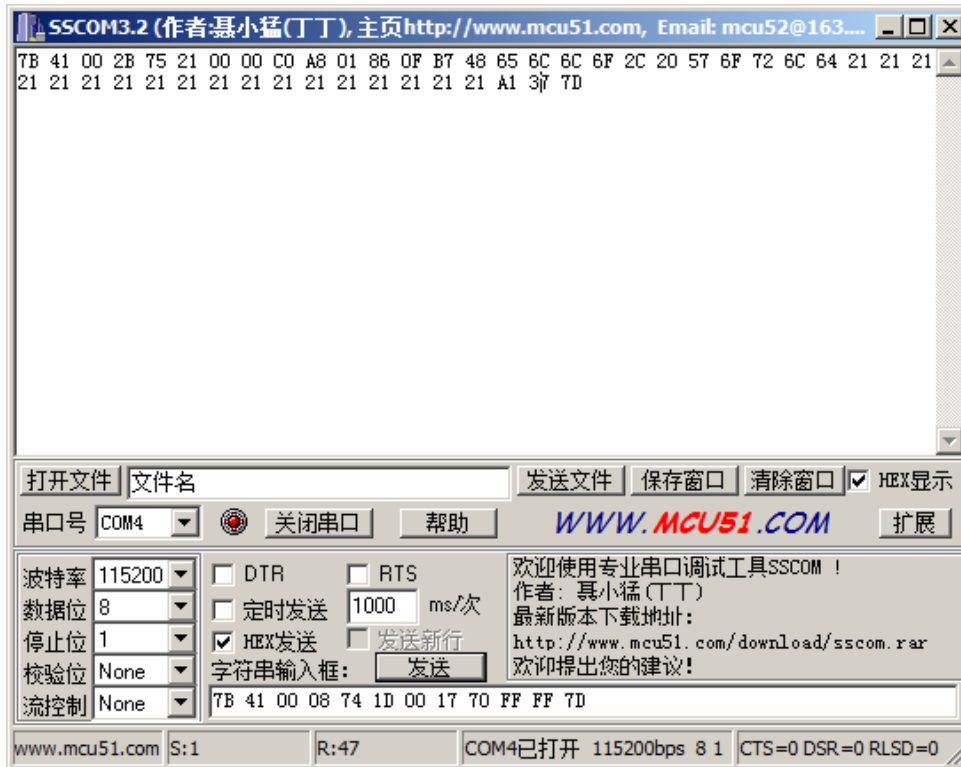 SSCOM3.2 (作者:聂小猛(丁丁), 主页http://www.mcu51.com, Email: mcu52@163....
7B 41 00 2B 75 21 00 00 C0 A8 01 86 0F B7 48 65 6C 6C 6F 2C 20 57 6F 72 6C 64 21 21 21
21 21 21 21 21 21 21 21 21 21 21 21 21 21 21 21 A1 37 7D
打开文件 文件名 发送文件 保存窗口 清除窗口 HEX显示
串口号 COM4 关闭串口 帮助 WWW.MCU51.COM 扩展
波特率 115200 DTR RTS
数据位 8 定时发送 1000 ms/次
停止位 1 HEX发送 发送新行
校验位 None 字符串输入框: 发送
流控制 None 7B 41 00 08 74 1D 00 17 70 FF FF 7D
欢迎使用专业串口调试工具SSCOM !
作者: 聂小猛(丁丁)
最新版本下载地址:
http://www.mcu51.com/download/sscom.rar
欢迎提出您的建议!
www.mcu51.com S:1 R:47 COM4已打开 115200bps 8 1 CTS=0 DSR=0 RLSD=0